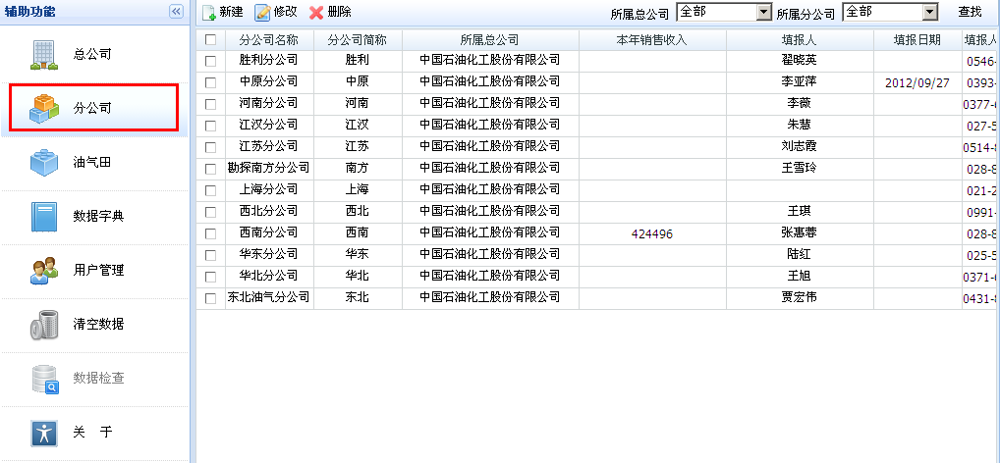 辅助功能
总公司
分公司
油气田
数据字典
用户管理
清空数据
数据检查
关 于
新建 修改 删除 所属总公司 全部 所属分公司 全部 查找
分公司名称 分公司简称 所属总公司 本年销售收入 填报人 填报日期 填报人
胜利分公司 胜利 中国石油化工股份有限公司 翟晓英 0546-
中原分公司 中原 中国石油化工股份有限公司 李亚萍 2012/09/27 0393-
河南分公司 河南 中国石油化工股份有限公司 李薇 0377-6
江汉分公司 江汉 中国石油化工股份有限公司 朱慧 027-5
江苏分公司 江苏 中国石油化工股份有限公司 刘志霞 0514-8
勘探南方分公司 南方 中国石油化工股份有限公司 王雪玲 028-8
上海分公司 上海 中国石油化工股份有限公司 021-2
西北分公司 西北 中国石油化工股份有限公司 王琪 0991-
西南分公司 西南 中国石油化工股份有限公司 424496 张惠蓉 028-8
华东分公司 华东 中国石油化工股份有限公司 陆红 025-5
华北分公司 华北 中国石油化工股份有限公司 王旭 0371-6
东北油气分公司 东北 中国石油化工股份有限公司 贾宏伟 0431-8